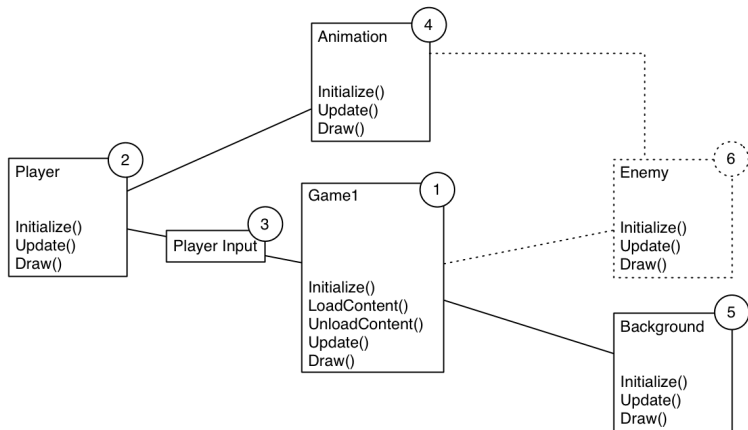 4
Animation
Initialize()
Update()
Draw()
2
Player
Initialize()
Update()
Draw()
3
Player Input
1
Game1
Initialize()
LoadContent()
UnloadContent()
Update()
Draw()
6
Enemy
Initialize()
Update()
Draw()
5
Background
Initialize()
Update()
Draw()